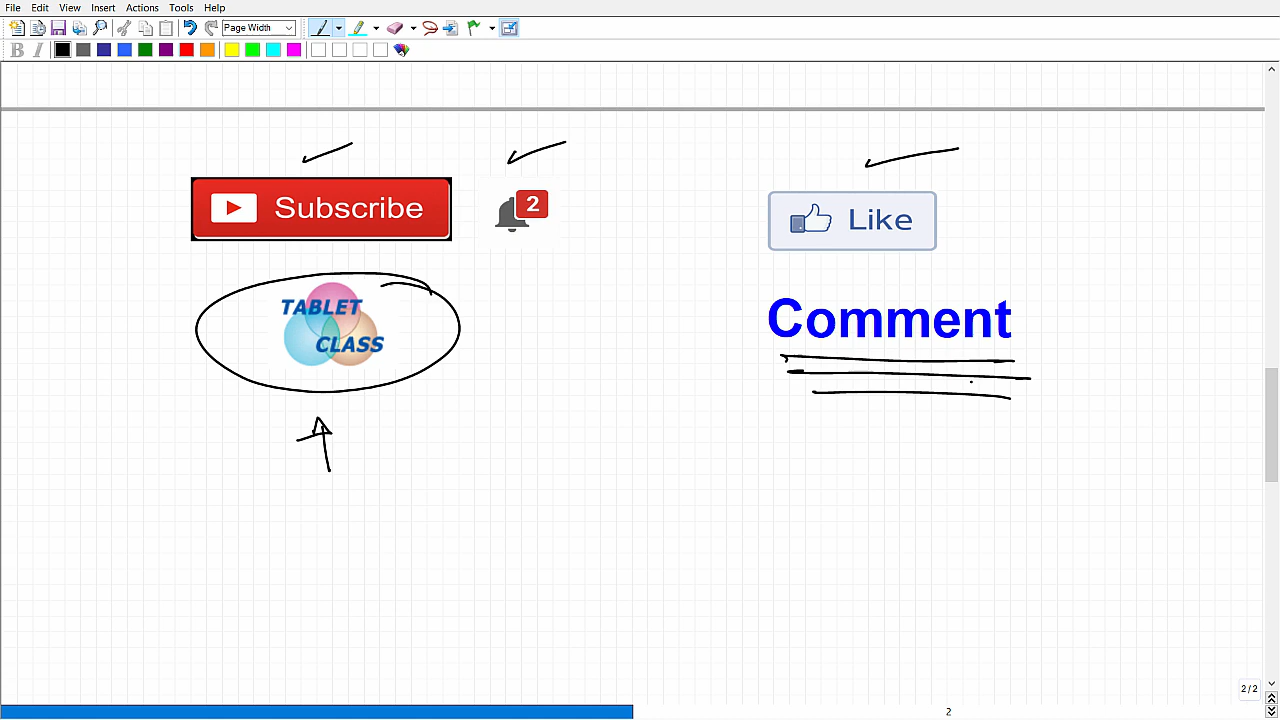 File Edit View Insert Actions Tools Help
Page Width
B I
Subscribe 2 Like
TABLET
CLASS
Comment
2/2
2